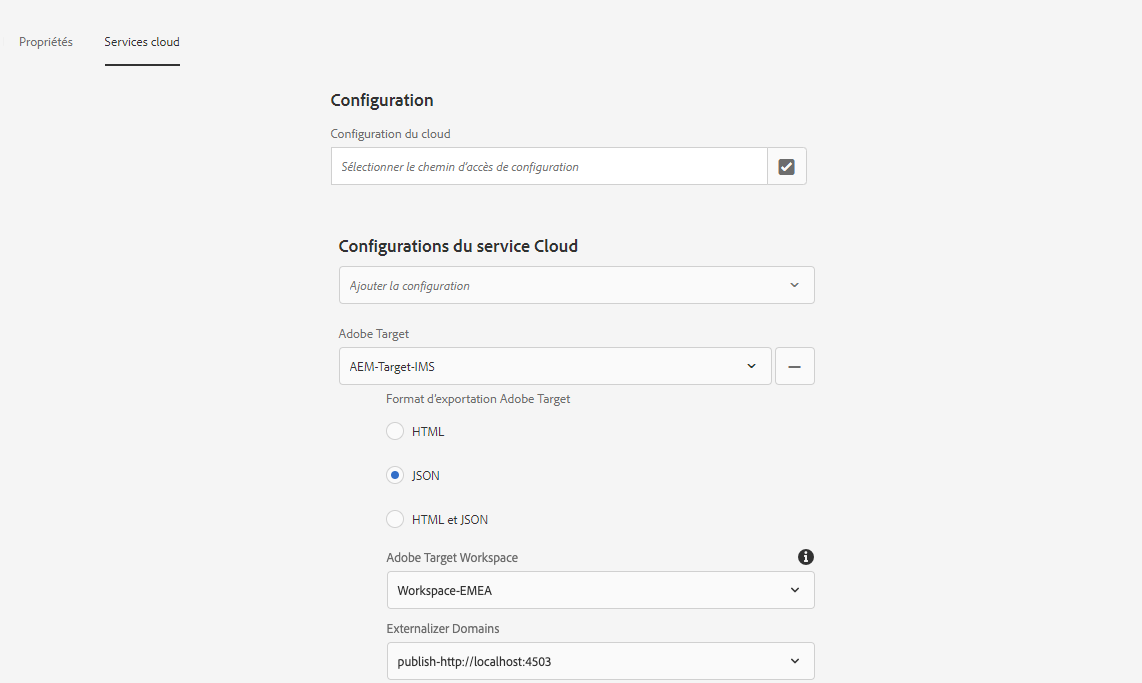 Propriétés
Services cloud
Configuration
Configuration du cloud
Sélectionner le chemin d'accès de configuration
Configurations du service Cloud
Ajouter la configuration
Adobe Target
AEM-Target-IMS
Format d'exportation Adobe Target
HTML
JSON
HTML et JSON
Adobe Target Workspace
Workspace-EMEA
Externalizer Domains
publish-http://localhost:4503